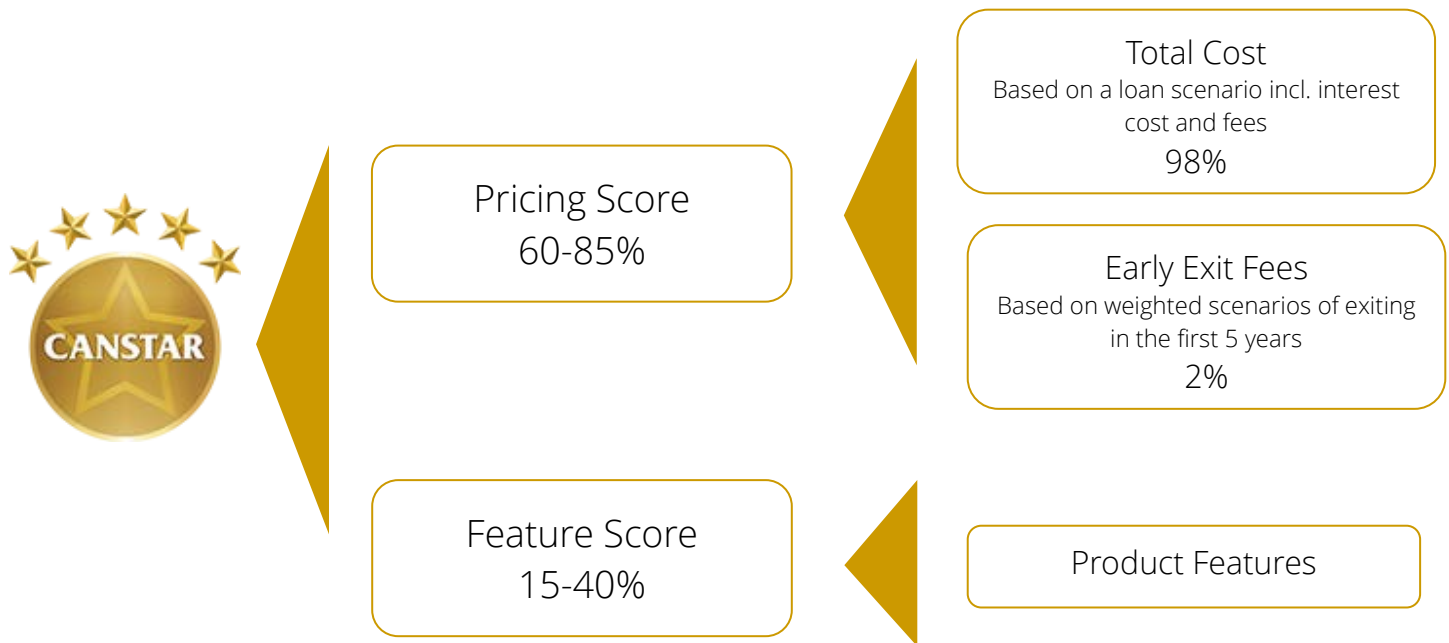 CANSTAR
Pricing Score
60-85%
Total Cost
Based on a loan scenario incl. interest
cost and fees
98%
Early Exit Fees
Based on weighted scenarios of exiting
in the first 5 years
2%
Feature Score
15-40%
Product Features